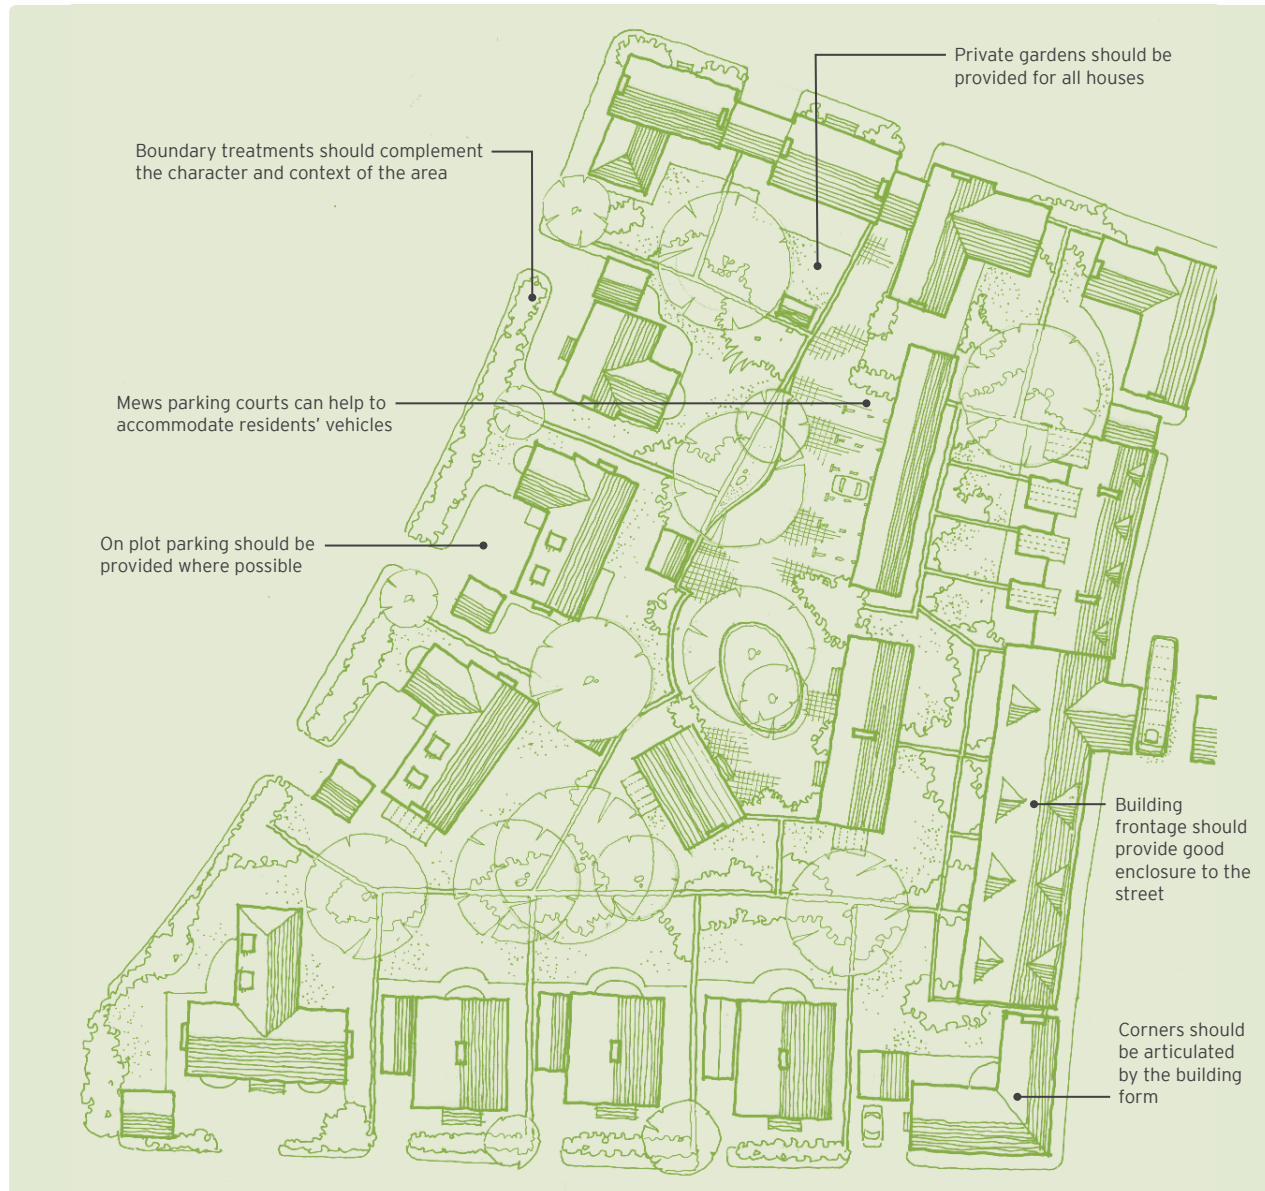 Private gardens should be
provided for all houses
Boundary treatments should complement
the character and context of the area
Mews parking courts can help to
accommodate residents’ vehicles
On plot parking should be
provided where possible
Building
frontage should
provide good
enclosure to the
street
Corners should
be articulated
by the building
form